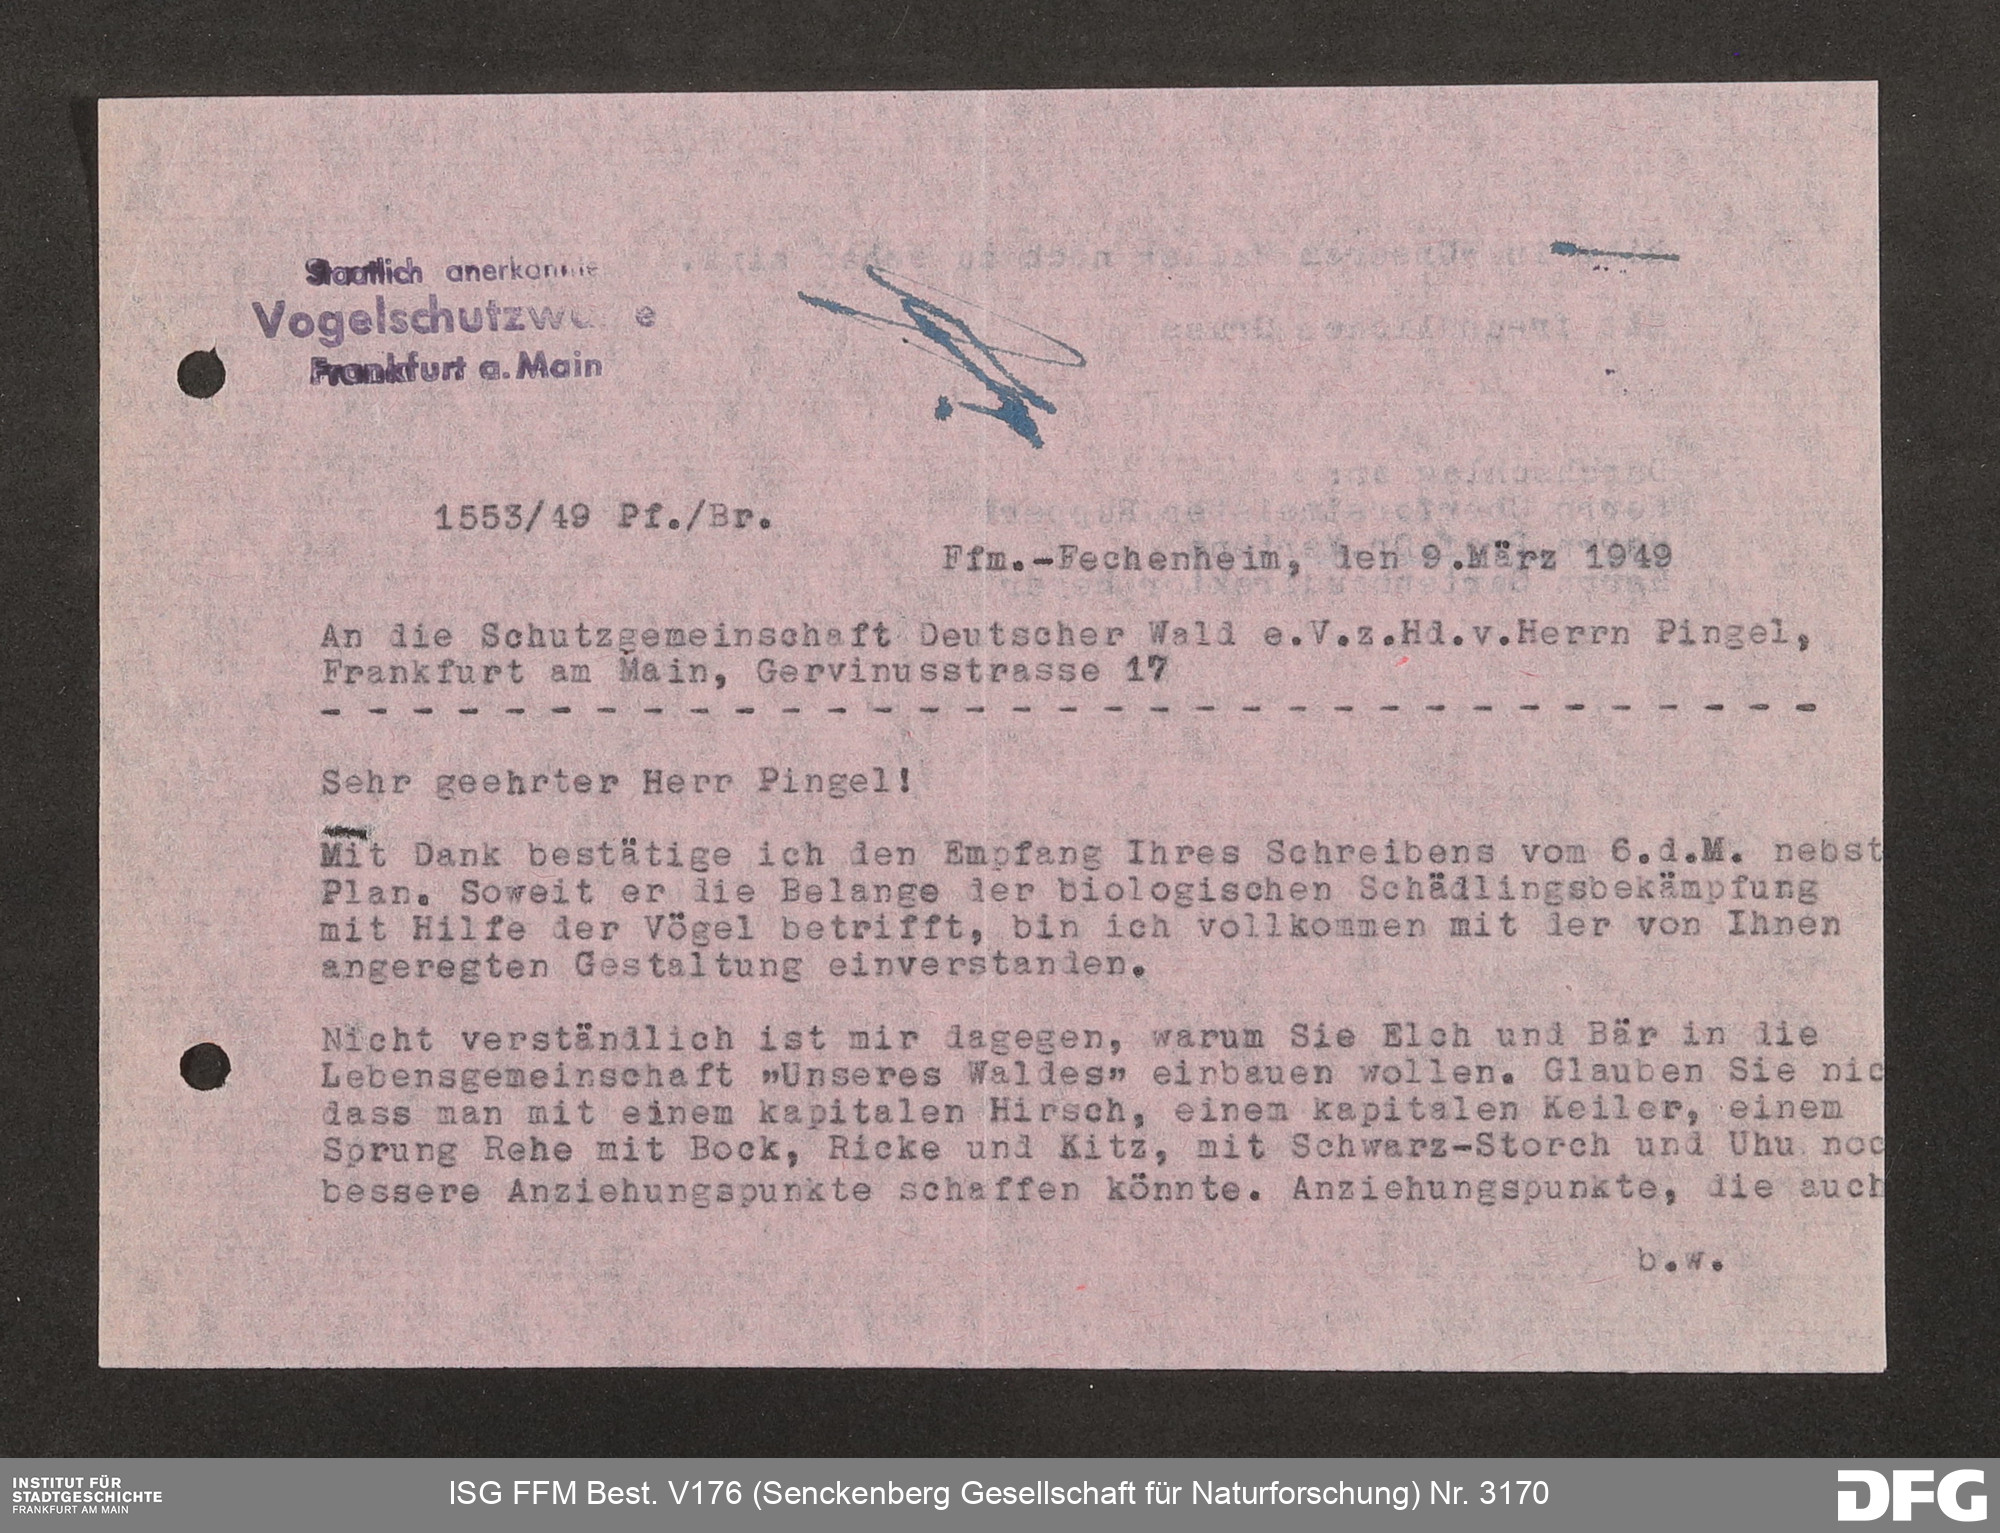 Staatlich anerkannte
Vogelschutzwarte
Frankfurt a. Main
1553/49 Pf./Br.
Ffm.-Fechenheim, den 9.März 1949
An die Schutzgemeinschaft Deutscher Wald e.V.z.Hd.v.Herrn Pingel,
Frankfurt am Main, Gervinusstrasse 17
- - - - - - - - - - - - - - - - - - - - - - - - - - - - - - - - -
Sehr geehrter Herr Pingel!
Mit Dank bestätige ich den Empfang Ihres Schreibens vom 6.d.M. nebst
Plan. Soweit er die Belange der biologischen Schädlingsbekämpfung
mit Hilfe der Vögel betrifft, bin ich vollkommen mit der von Ihnen
angeregten Gestaltung einverstanden.
Nicht verständlich ist mir dagegen, warum Sie Elch und Bär in die
Lebensgemeinschaft "Unseres Waldes" einbauen wollen. Glauben Sie nic
dass man mit einem kapitalen Hirsch, einem kapitalen Keiler, einem
Sprung Rehe mit Bock, Ricke und Kitz, mit Schwarz-Storch und Uhu noc
bessere Anziehungspunkte schaffen könnte. Anziehungspunkte, die auch
b.w.
INSTITUT FÜR
STADTGESCHICHTE
FRANKFURT AM MAIN
ISG FFM Best. V176 (Senckenberg Gesellschaft für Naturforschung) Nr. 3170
DFG